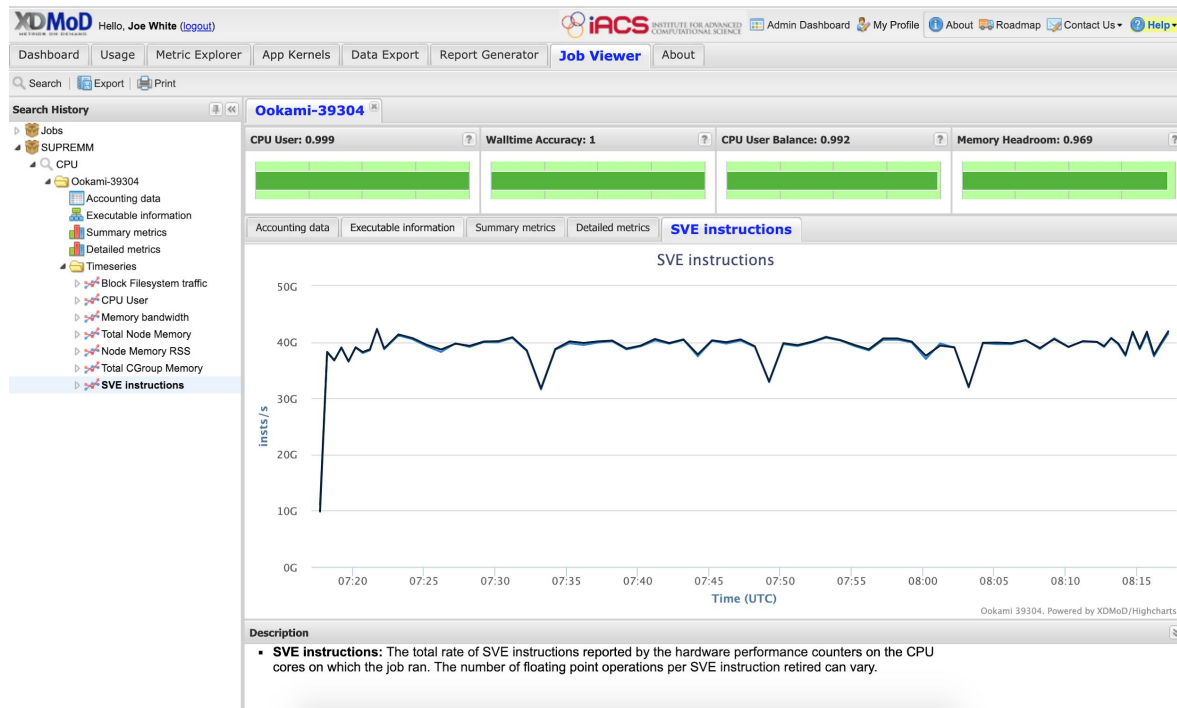 XDMoD Hello, Joe White (logout)
METRICS ON DEMAND
iACS INSTITUTE FOR ADVANCED
COMPUTATIONAL SCIENCE
Admin Dashboard My Profile About Roadmap Contact Us Help
Dashboard Usage Metric Explorer App Kernels Data Export Report Generator Job Viewer About
Search Export Print
Search History
Jobs
SUPREMM
CPU
Ookami-39304
Accounting data
Executable information
Summary metrics
Detailed metrics
Timeseries
Block Filesystem traffic
CPU User
Memory bandwidth
Total Node Memory
Node Memory RSS
Total CGroup Memory
SVE instructions
Ookami-39304
CPU User: 0.999 ? Walltime Accuracy: 1 ? CPU User Balance: 0.992 ? Memory Headroom: 0.969 ?
Accounting data Executable information Summary metrics Detailed metrics SVE instructions
SVE instructions
50G
40G
30G
20G
10G
0G
insts/s
07:20 07:25 07:30 07:35 07:40 07:45 07:50 07:55 08:00 08:05 08:10 08:15
Time (UTC)
Ookami 39304. Powered by XDMoD/Highcharts
Description
SVE instructions: The total rate of SVE instructions reported by the hardware performance counters on the CPU
cores on which the job ran. The number of floating point operations per SVE instruction retired can vary.